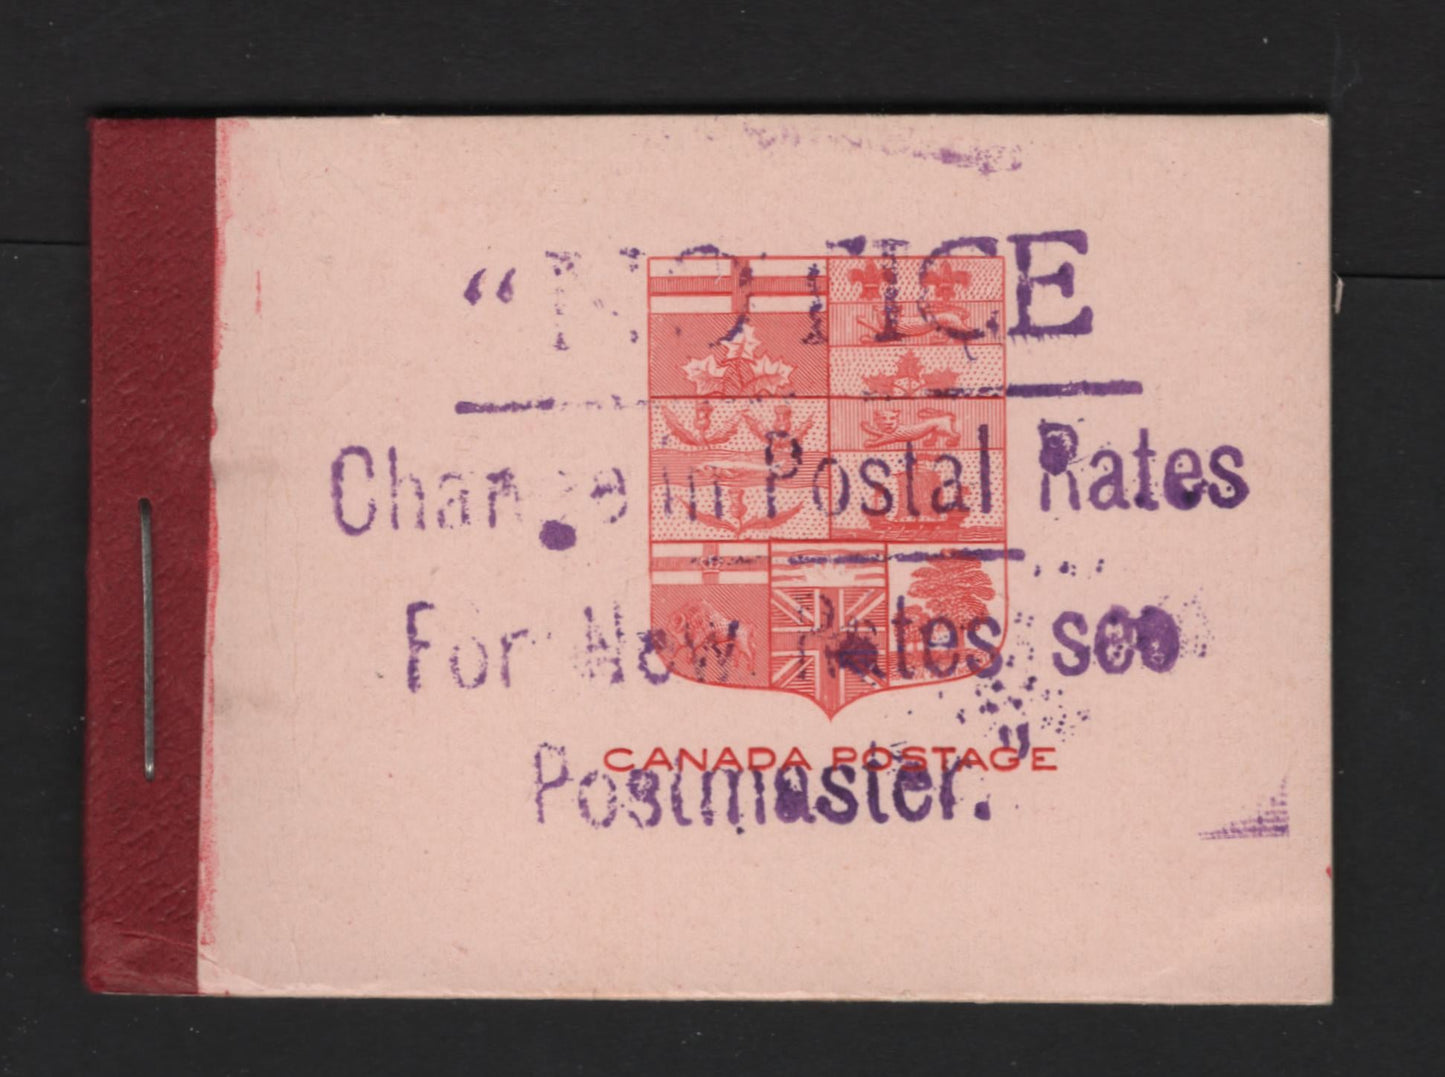 "NOTICE
Change in Postal Rates
For New Rates see
CANADA POSTAGE
Postmaster."